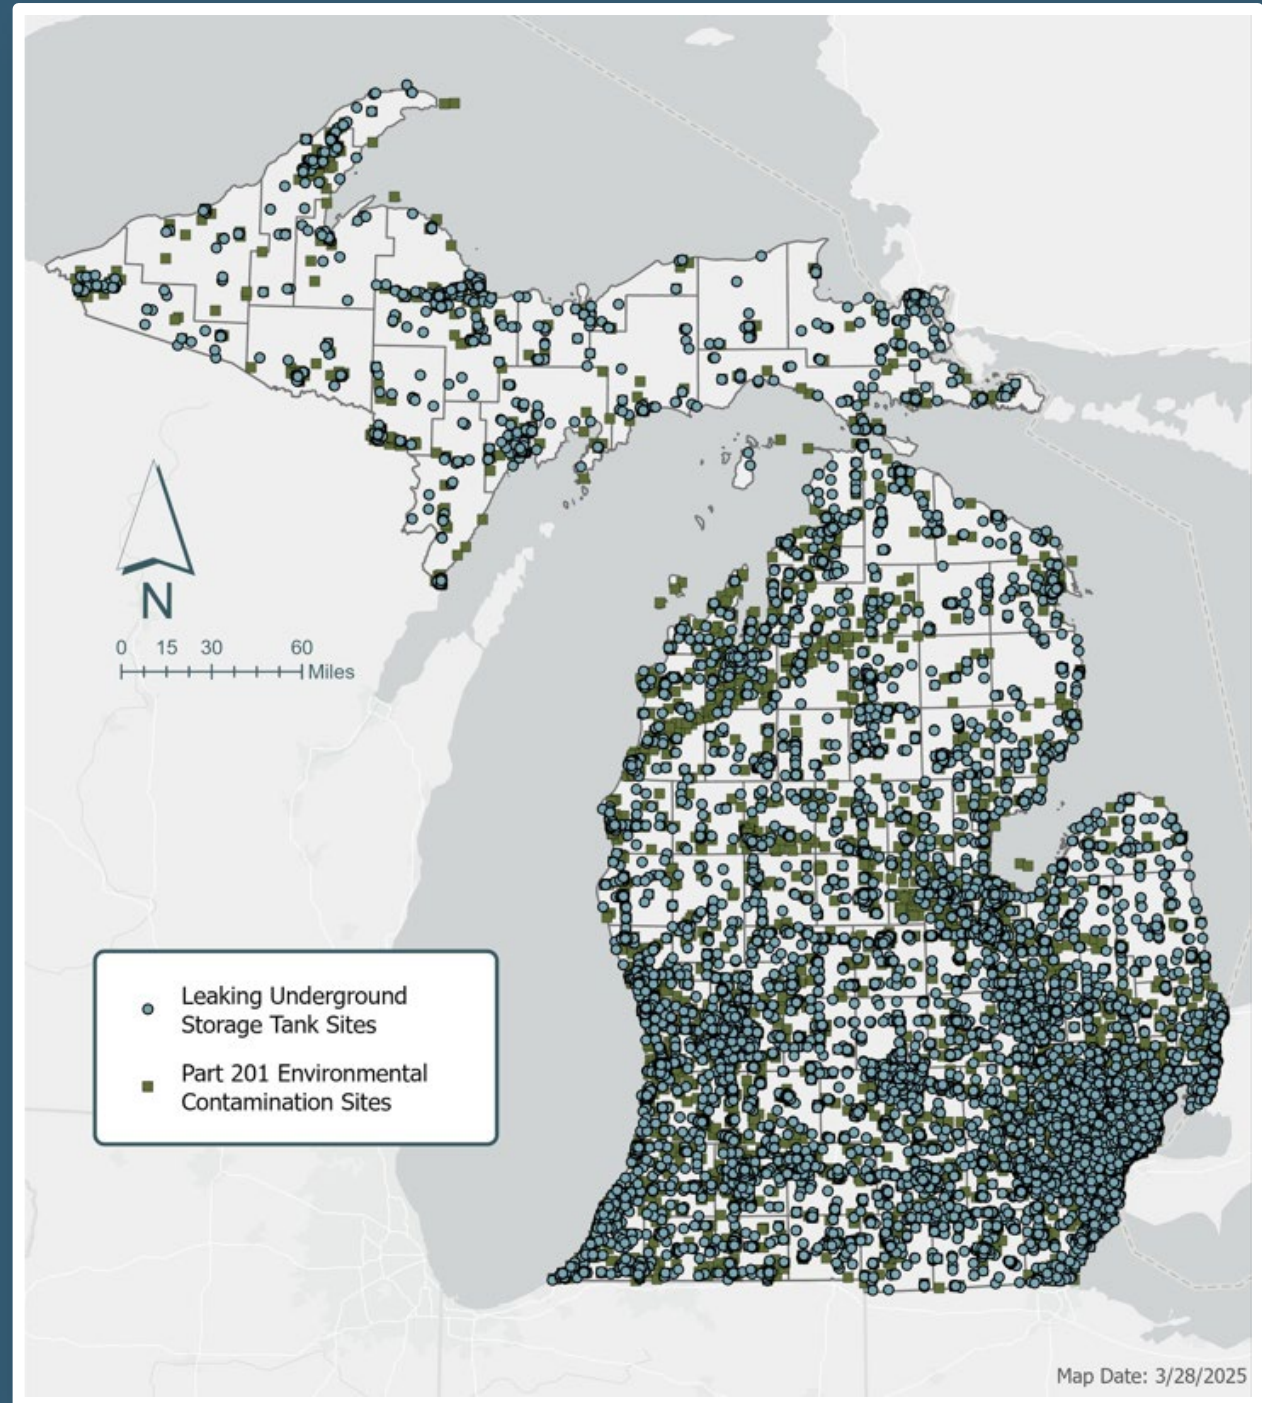 N
0 15 30 60
Miles
Leaking Underground
Storage Tank Sites
Part 201 Environmental
Contamination Sites
Map Date: 3/28/2025